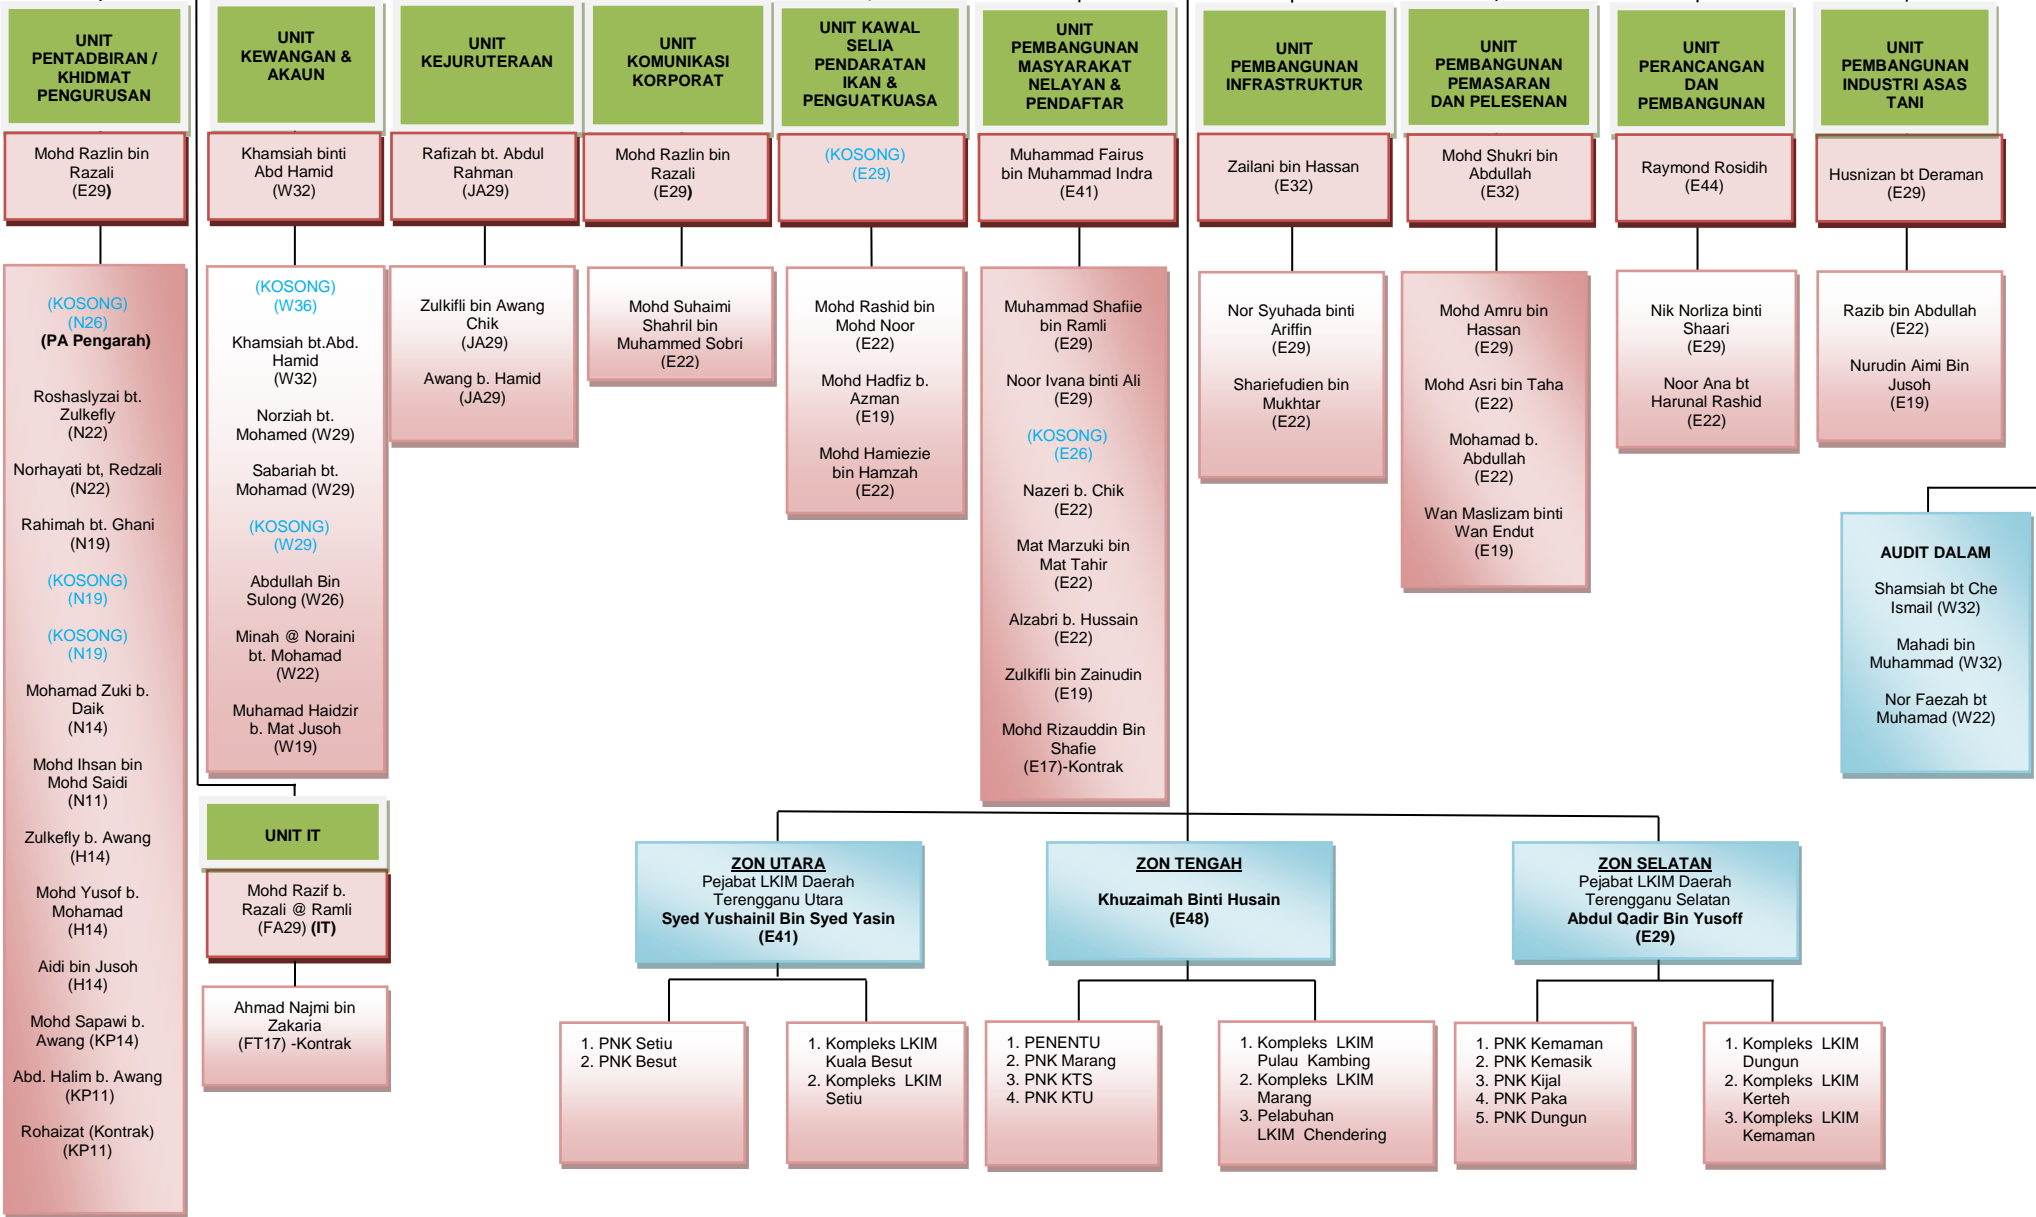 UNIT
PENTADBIRAN /
KHIDMAT
PENGURUSAN
Mohd Razlin bin
Razali
(E29)
(KOSONG)
(N26)
(PA Pengarah)
Roshaslyzai bt.
Zulkefly
(N22)
Norhayati bt, Redzali
(N22)
Rahimah bt. Ghani
(N19)
(KOSONG)
(N19)
(KOSONG)
(N19)
Mohamad Zuki b.
Daik
(N14)
Mohd Ihsan bin
Mohd Saidi
(N11)
Zulkefly b. Awang
(H14)
Mohd Yusof b.
Mohamad
(H14)
Aidi bin Jusoh
(H14)
Mohd Sapawi b.
Awang (KP14)
Abd. Halim b. Awang
(KP11)
Rohaizat (Kontrak)
(KP11)
UNIT
KEWANGAN &
AKAUN
Khamsiah binti
Abd Hamid
(W32)
(KOSONG)
(W36)
Khamsiah bt.Abd.
Hamid
(W32)
Norziah bt.
Mohamed (W29)
Sabariah bt.
Mohamad (W29)
(KOSONG)
(W29)
Abdullah Bin
Sulong (W26)
Minah @ Noraini
bt. Mohamad
(W22)
Muhamad Haidzir
b. Mat Jusoh
(W19)
UNIT IT
Mohd Razif b.
Razali @ Ramli
(FA29) (IT)
Ahmad Najmi bin
Zakaria
(FT17) -Kontrak
UNIT
KEJURUTERAAN
Rafizah bt. Abdul
Rahman
(JA29)
Zulkifli bin Awang
Chik
(JA29)
Awang b. Hamid
(JA29)
UNIT
KOMUNIKASI
KORPORAT
Mohd Razlin bin
Razali
(E29)
Mohd Suhaimi
Shahril bin
Muhammed Sobri
(E22)
UNIT KAWAL
SELIA
PENDARATAN
IKAN &
PENGUATKUASA
(KOSONG)
(E29)
Mohd Rashid bin
Mohd Noor
(E22)
Mohd Hadfiz b.
Azman
(E19)
Mohd Hamiezie
bin Hamzah
(E22)
UNIT
PEMBANGUNAN
MASYARAKAT
NELAYAN &
PENDAFTAR
Muhammad Fairus
bin Muhammad Indra
(E41)
Muhammad Shafiie
bin Ramli
(E29)
Noor Ivana binti Ali
(E29)
(KOSONG)
(E26)
Nazeri b. Chik
(E22)
Mat Marzuki bin
Mat Tahir
(E22)
Alzabri b. Hussain
(E22)
Zulkifli bin Zainudin
(E19)
Mohd Rizauddin Bin
Shafie
(E17)-Kontrak
UNIT
PEMBANGUNAN
INFRASTRUKTUR
Zailani bin Hassan
(E32)
Nor Syuhada binti
Ariffin
(E29)
Shariefudien bin
Mukhtar
(E22)
UNIT
PEMBANGUNAN
PEMASARAN
DAN PELESENAN
Mohd Shukri bin
Abdullah
(E32)
Mohd Amru bin
Hassan
(E29)
Mohd Asri bin Taha
(E22)
Mohamad b.
Abdullah
(E22)
Wan Maslizam binti
Wan Endut
(E19)
UNIT
PERANCANGAN
DAN
PEMBANGUNAN
Raymond Rosidih
(E44)
Nik Norliza binti
Shaari
(E29)
Noor Ana bt
Harunal Rashid
(E22)
UNIT
PEMBANGUNAN
INDUSTRI ASAS
TANI
Husnizan bt Deraman
(E29)
Razib bin Abdullah
(E22)
Nurudin Aimi Bin
Jusoh
(E19)
AUDIT DALAM
Shamsiah bt Che
Ismail (W32)
Mahadi bin
Muhammad (W32)
Nor Faezah bt
Muhamad (W22)
ZON UTARA
Pejabat LKIM Daerah
Terengganu Utara
Syed Yushainil Bin Syed Yasin
(E41)
1. PNK Setiu
2. PNK Besut
1. Kompleks LKIM
Kuala Besut
2. Kompleks LKIM
Setiu
ZON TENGAH
Khuzaimah Binti Husain
(E48)
1. PENENTU
2. PNK Marang
3. PNK KTS
4. PNK KTU
1. Kompleks LKIM
Pulau Kambing
2. Kompleks LKIM
Marang
3. Pelabuhan
LKIM Chendering
ZON SELATAN
Pejabat LKIM Daerah
Terengganu Selatan
Abdul Qadir Bin Yusoff
(E29)
1. PNK Kemaman
2. PNK Kemasik
3. PNK Kijal
4. PNK Paka
5. PNK Dungun
1. Kompleks LKIM
Dungun
2. Kompleks LKIM
Kerteh
3. Kompleks LKIM
Kemaman